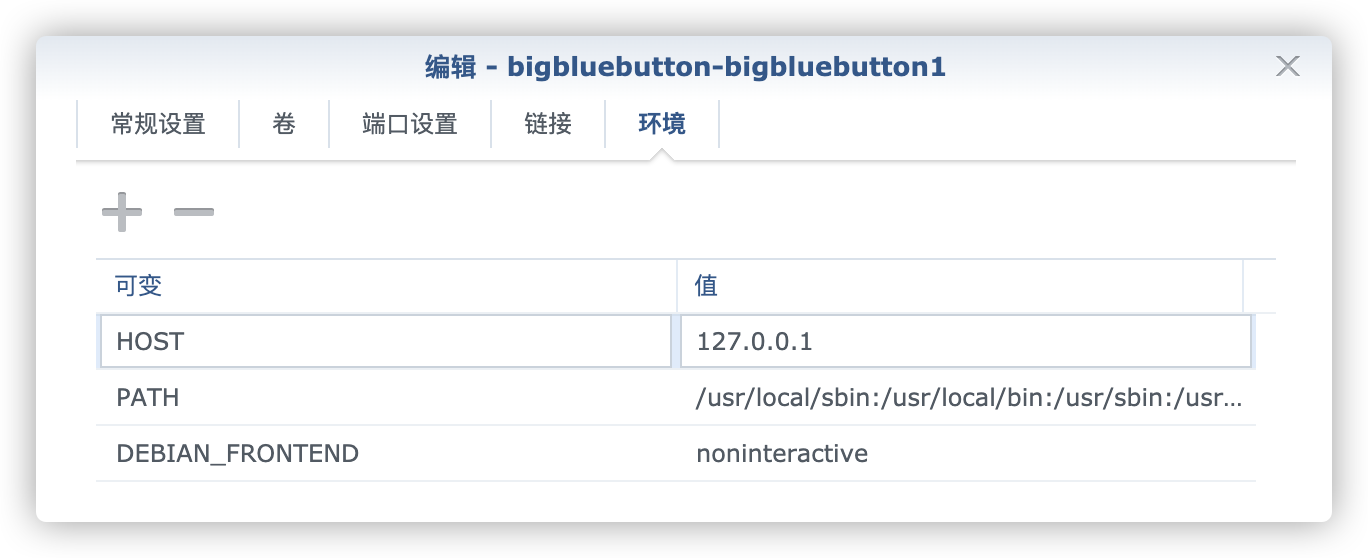 编辑 - bigbluebutton-bigbluebutton1
常规设置 卷 端口设置 链接 环境
可变 值
HOST 127.0.0.1
PATH /usr/local/sbin:/usr/local/bin:/usr/sbin:/usr...
DEBIAN_FRONTEND noninteractive